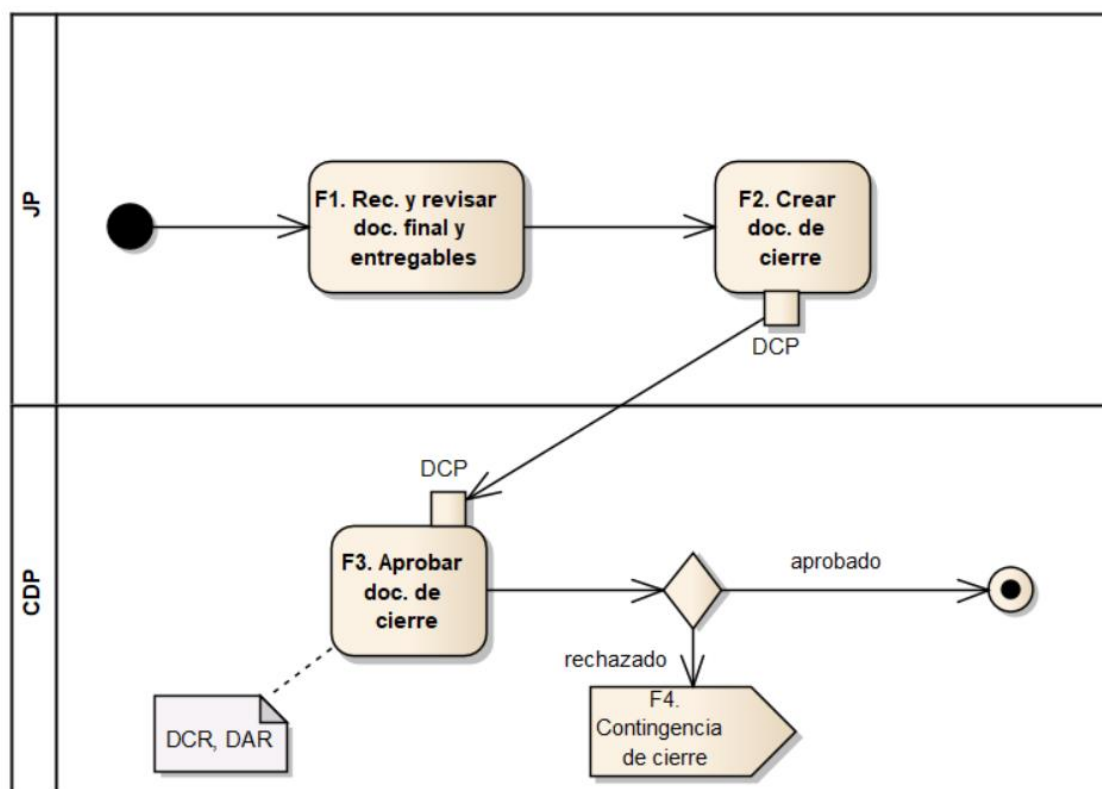 JP
F1. Rec. y revisar
doc. final y
entregables
F2. Crear
doc. de
cierre
DCP
CDP
DCP
F3. Aprobar
doc. de
cierre
aprobado
rechazado
F4.
Contingencia
de cierre
DCR, DAR